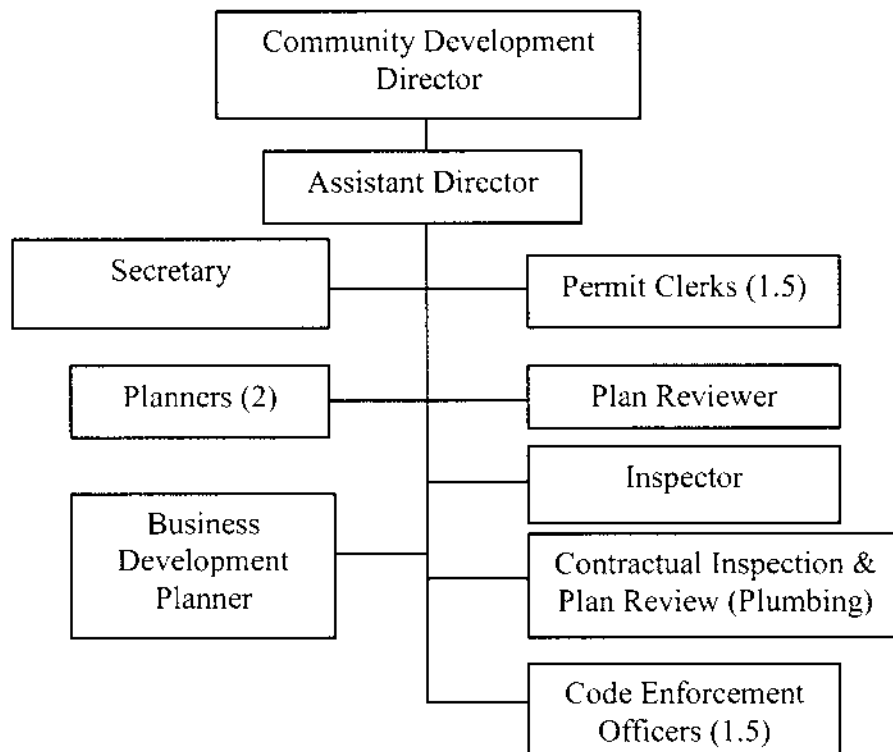 Community Development
Director
Assistant Director
Secretary
Permit Clerks (1.5)
Planners (2)
Plan Reviewer
Inspector
Business
Development
Planner
Contractual Inspection &
Plan Review (Plumbing)
Code Enforcement
Officers (1.5)